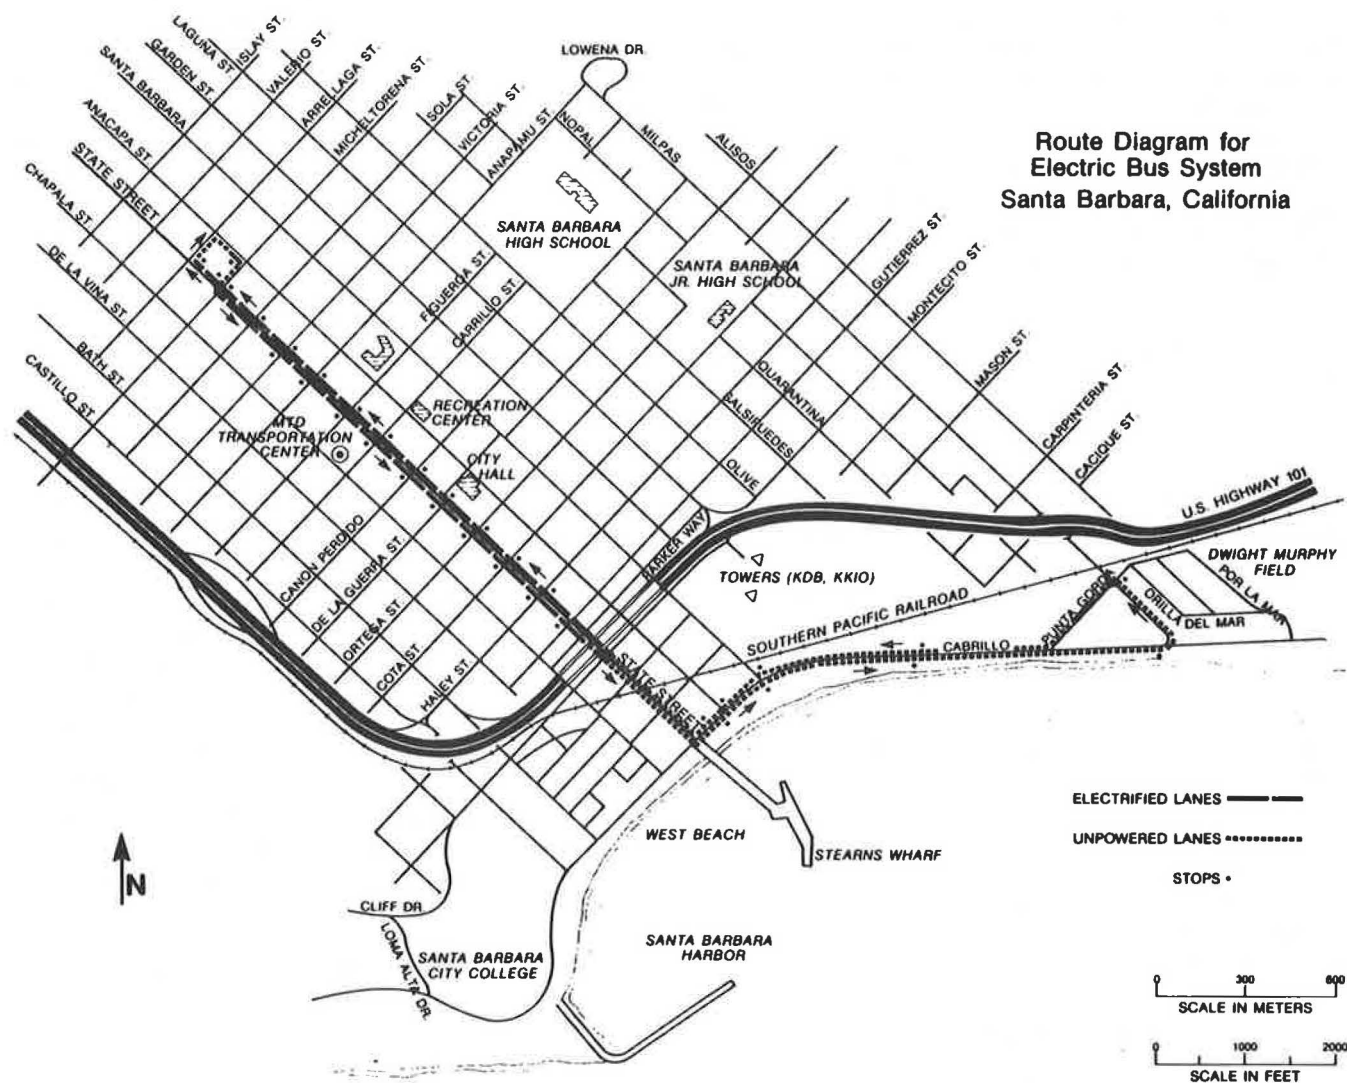 LOWENA DR.
LAGUNA ST.
ISLAY ST.
GARDEN ST.
VALERIO ST.
SANTA BARBARA
ARRELLAGA ST.
MICHELTORENA ST.
ANACAPA ST.
SOLA ST.
VICTORIA ST.
ANAPAMU ST.
NOPAL
MILPAS
ALISOS
Route Diagram for
Electric Bus System
Santa Barbara, California
STATE STREET
CHAPALA ST.
SANTA BARBARA
HIGH SCHOOL
SANTA BARBARA
JR. HIGH SCHOOL
GUTIERREZ ST.
MONTECITO ST.
DE LA VINA ST.
FIGUEROA ST.
CARRILLO ST.
BATH ST.
CASTILLO ST.
MASON ST.
QUARANTINA
SALSIPUEDES
OLIVE
CARPINTERIA ST.
CACIQUE ST.
RECREATION
CENTER
MTD
TRANSPORTATION
CENTER
CITY
HALL
U.S. HIGHWAY 101
CANON PERDIDO
DE LA GUERRA ST.
ORTEGA ST.
COTA ST.
HALEY ST.
PARKER WAY
TOWERS (KDB, KKIO)
DWIGHT MURPHY
FIELD
SOUTHERN PACIFIC RAILROAD
PUNTA GORDA
ORILLA
DEL MAR
POR LA MAR
CABRILLO
STATE STREET
ELECTRIFIED LANES
UNPOWERED LANES
STOPS
WEST BEACH
STEARNS WHARF
N
CLIFF DR.
LOMA ALTA DR.
SANTA BARBARA
CITY COLLEGE
SANTA BARBARA
HARBOR
0 300 600
SCALE IN METERS
0 1000 2000
SCALE IN FEET